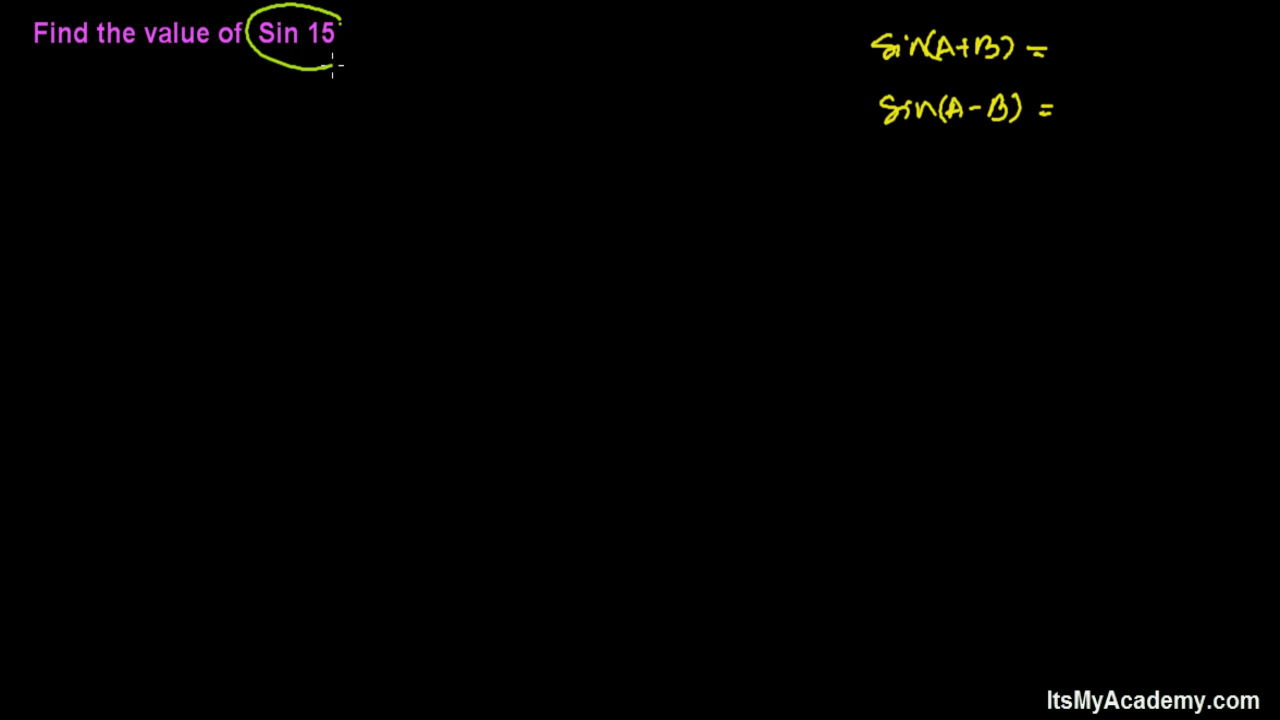 Find the value of Sin 15
Sin(A+B) =
Sin(A-B) =
ItsMyAcademy.com